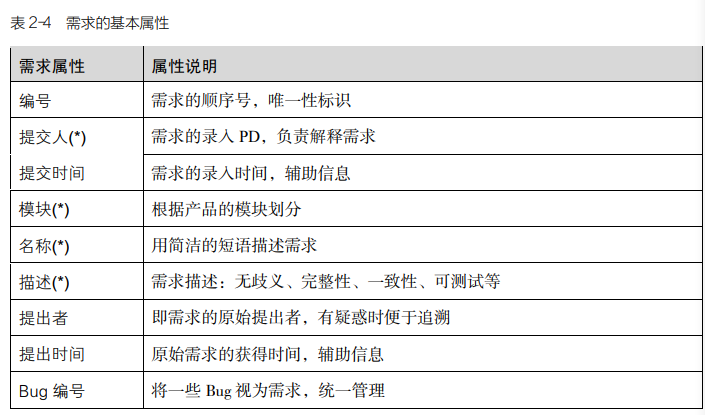 表 2-4 需求的基本属性
需求属性 属性说明
编号 需求的顺序号，唯一性标识
提交人(*) 需求的录入 PD，负责解释需求
提交时间 需求的录入时间，辅助信息
模块(*) 根据产品的模块划分
名称(*) 用简洁的短语描述需求
描述(*) 需求描述：无歧义、完整性、一致性、可测试等
提出者 即需求的原始提出者，有疑惑时便于追溯
提出时间 原始需求的获得时间，辅助信息
Bug 编号 将一些 Bug 视为需求，统一管理